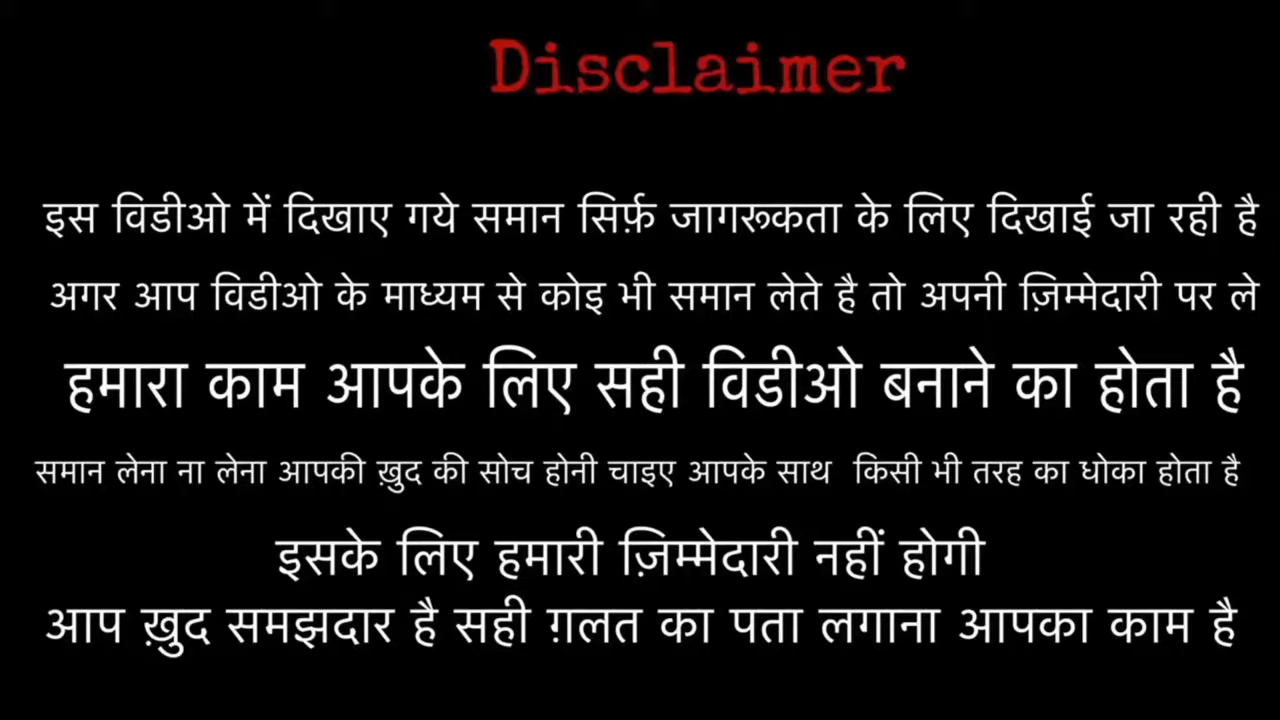 Disclaimer
इस विडीओ में दिखाए गये समान सिर्फ़ जागरूकता के लिए दिखाई जा रही है
अगर आप विडीओ के माध्यम से कोइ भी समान लेते है तो अपनी ज़िम्मेदारी पर ले
हमारा काम आपके लिए सही विडीओ बनाने का होता है
समान लेना ना लेना आपकी ख़ुद की सोच होनी चाइए आपके साथ किसी भी तरह का धोका होता है
इसके लिए हमारी ज़िम्मेदारी नहीं होगी
आप ख़ुद समझदार है सही ग़लत का पता लगाना आपका काम है